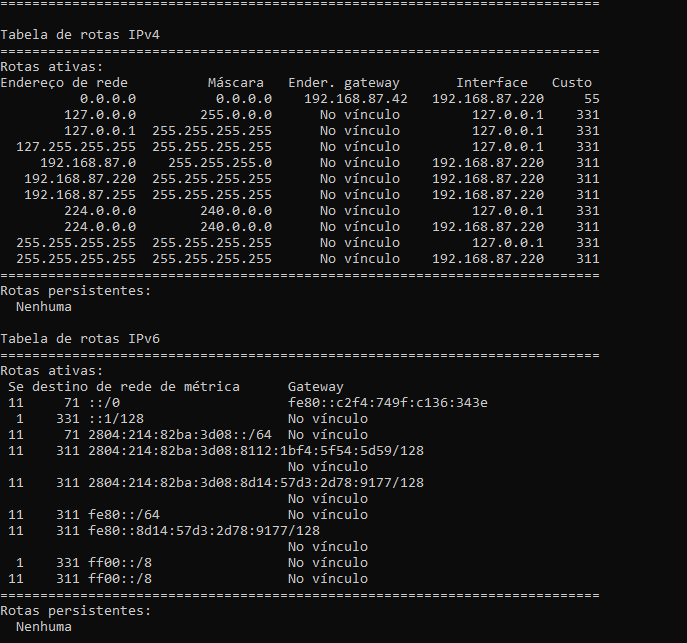 ===========================================================================
Tabela de rotas IPv4
===========================================================================
Rotas ativas:
Endereço de rede          Máscara   Ender. gateway       Interface   Custo
          0.0.0.0          0.0.0.0    192.168.87.42   192.168.87.220     55
        127.0.0.0        255.0.0.0       No vínculo         127.0.0.1    331
        127.0.0.1  255.255.255.255       No vínculo         127.0.0.1    331
  127.255.255.255  255.255.255.255       No vínculo         127.0.0.1    331
     192.168.87.0    255.255.255.0       No vínculo    192.168.87.220    311
   192.168.87.220  255.255.255.255       No vínculo    192.168.87.220    311
   192.168.87.255  255.255.255.255       No vínculo    192.168.87.220    311
        224.0.0.0        240.0.0.0       No vínculo         127.0.0.1    331
        224.0.0.0        240.0.0.0       No vínculo    192.168.87.220    311
  255.255.255.255  255.255.255.255       No vínculo         127.0.0.1    331
  255.255.255.255  255.255.255.255       No vínculo    192.168.87.220    311
===========================================================================
Rotas persistentes:
  Nenhuma
Tabela de rotas IPv6
===========================================================================
Rotas ativas:
 Se destino de rede de métrica      Gateway
 11     71 ::/0                     fe80::c2f4:749f:c136:343e
  1    331 ::1/128                  No vínculo
 11     71 2804:214:82ba:3d08::/64  No vínculo
 11    311 2804:214:82ba:3d08:8112:1bf4:5f54:5d59/128
                                    No vínculo
 11    311 2804:214:82ba:3d08:8d14:57d3:2d78:9177/128
                                    No vínculo
 11    311 fe80::/64                No vínculo
 11    311 fe80::8d14:57d3:2d78:9177/128
                                    No vínculo
  1    331 ff00::/8                 No vínculo
 11    311 ff00::/8                 No vínculo
===========================================================================
Rotas persistentes:
  Nenhuma